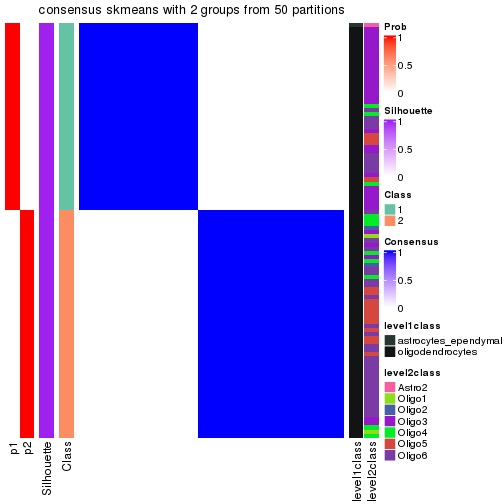 consensus skmeans with 2 groups from 50 partitions
Prob
1
0.5
0
Silhouette
1
0.5
0
Class
1
2
Consensus
1
0.5
0
level1class
astrocytes_ependymal
oligodendrocytes
level2class
Astro2
Oligo1
Oligo2
Oligo3
Oligo4
Oligo5
Oligo6
p1
p2
Silhouette
Class
level1class
level2class